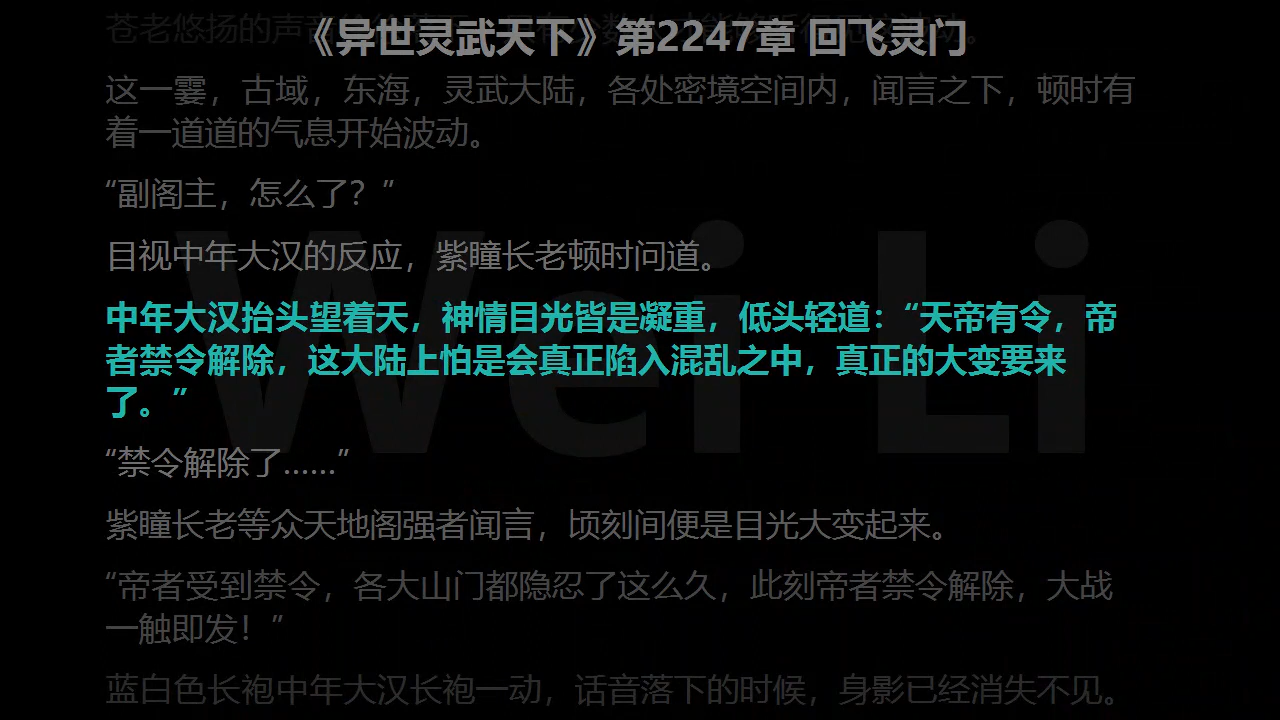 《异世灵武天下》第2247章 回飞灵门
这一霎，古域，东海，灵武大陆，各处密境空间内，闻言之下，顿时有
着一道道的气息开始波动。
“副阁主，怎么了？”
目视中年大汉的反应，紫瞳长老顿时问道。
中年大汉抬头望着天，神情目光皆是凝重，低头轻道：“天帝有令，帝
者禁令解除，这大陆上怕是会真正陷入混乱之中，真正的大变要来
了。”
“禁令解除了……”
紫瞳长老等众天地阁强者闻言，顷刻间便是目光大变起来。
“帝者受到禁令，各大山门都隐忍了这么久，此刻帝者禁令解除，大战
一触即发！”
蓝白色长袍中年大汉长袍一动，话音落下的时候，身影已经消失不见。
Wei Li